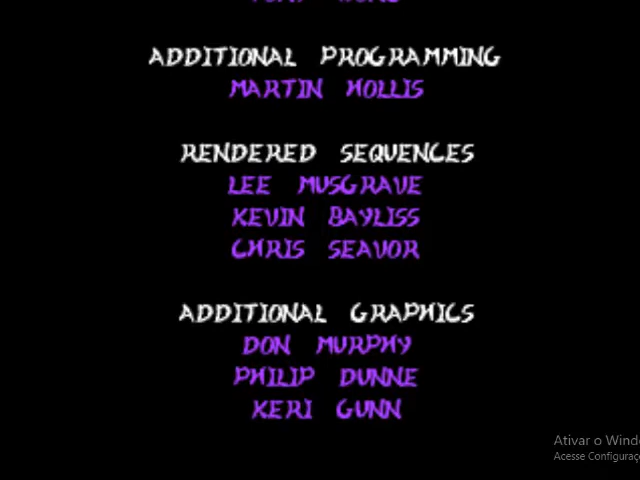 ADDITIONAL PROGRAMMING
MARTIN HOLLIS
RENDERED SEQUENCES
LEE MUSGRAVE
KEVIN BAYLISS
CHRIS SEAVOR
ADDITIONAL GRAPHICS
DON MURPHY
PHILIP DUNNE
KERI GUNN
Ativar o Windo
Acesse Configuraç